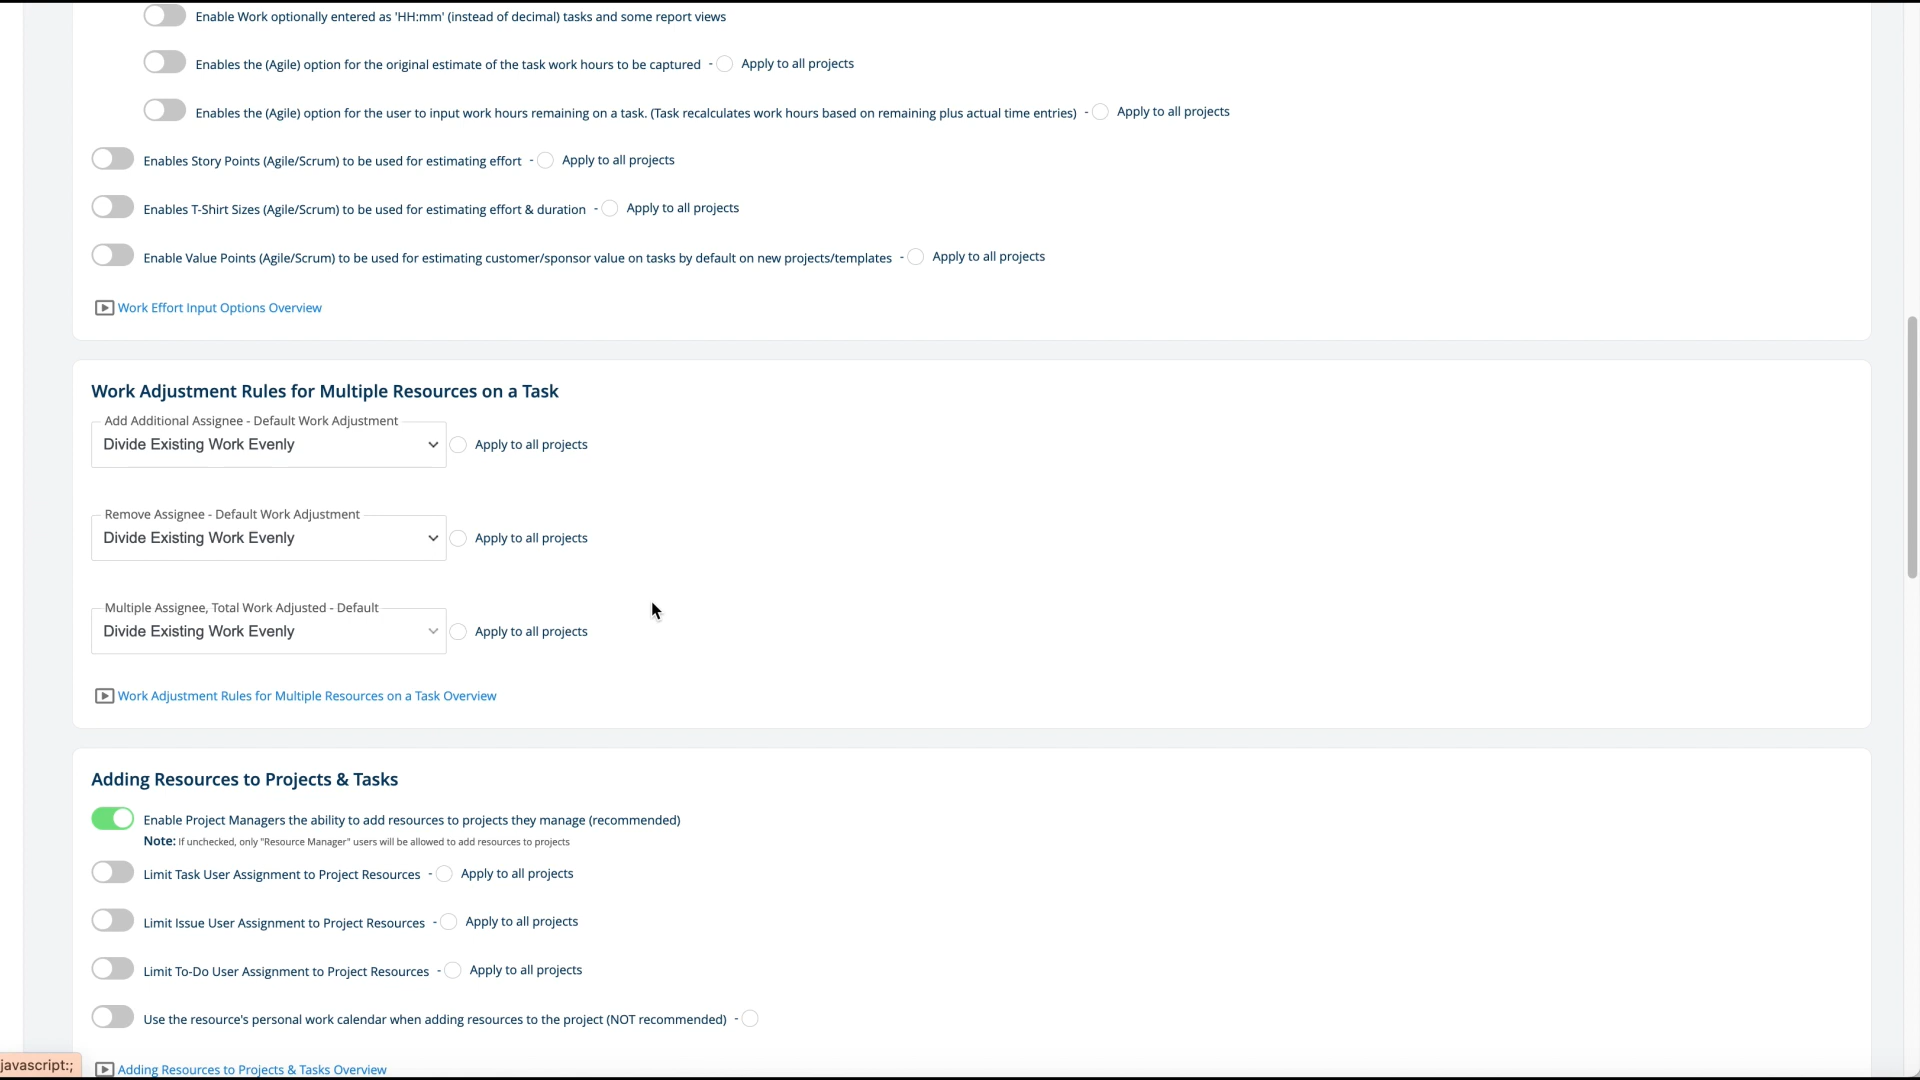 Enable Work optionally entered as 'HH:mm' (instead of decimal) tasks and some report views
Enables the (Agile) option for the original estimate of the task work hours to be captured - Apply to all projects
Enables the (Agile) option for the user to input work hours remaining on a task. (Task recalculates work hours based on remaining plus actual time entries) - Apply to all projects
Enables Story Points (Agile/Scrum) to be used for estimating effort - Apply to all projects
Enables T-Shirt Sizes (Agile/Scrum) to be used for estimating effort & duration - Apply to all projects
Enable Value Points (Agile/Scrum) to be used for estimating customer/sponsor value on tasks by default on new projects/templates - Apply to all projects
Work Effort Input Options Overview
Work Adjustment Rules for Multiple Resources on a Task
Add Additional Assignee - Default Work Adjustment
Divide Existing Work Evenly Apply to all projects
Remove Assignee - Default Work Adjustment
Divide Existing Work Evenly Apply to all projects
Multiple Assignee, Total Work Adjusted - Default
Divide Existing Work Evenly Apply to all projects
Work Adjustment Rules for Multiple Resources on a Task Overview
Adding Resources to Projects & Tasks
Enable Project Managers the ability to add resources to projects they manage (recommended)
Note: If unchecked, only "Resource Manager" users will be allowed to add resources to projects
Limit Task User Assignment to Project Resources - Apply to all projects
Limit Issue User Assignment to Project Resources - Apply to all projects
Limit To-Do User Assignment to Project Resources - Apply to all projects
Use the resource's personal work calendar when adding resources to the project (NOT recommended) -
javascript:;
Adding Resources to Projects & Tasks Overview